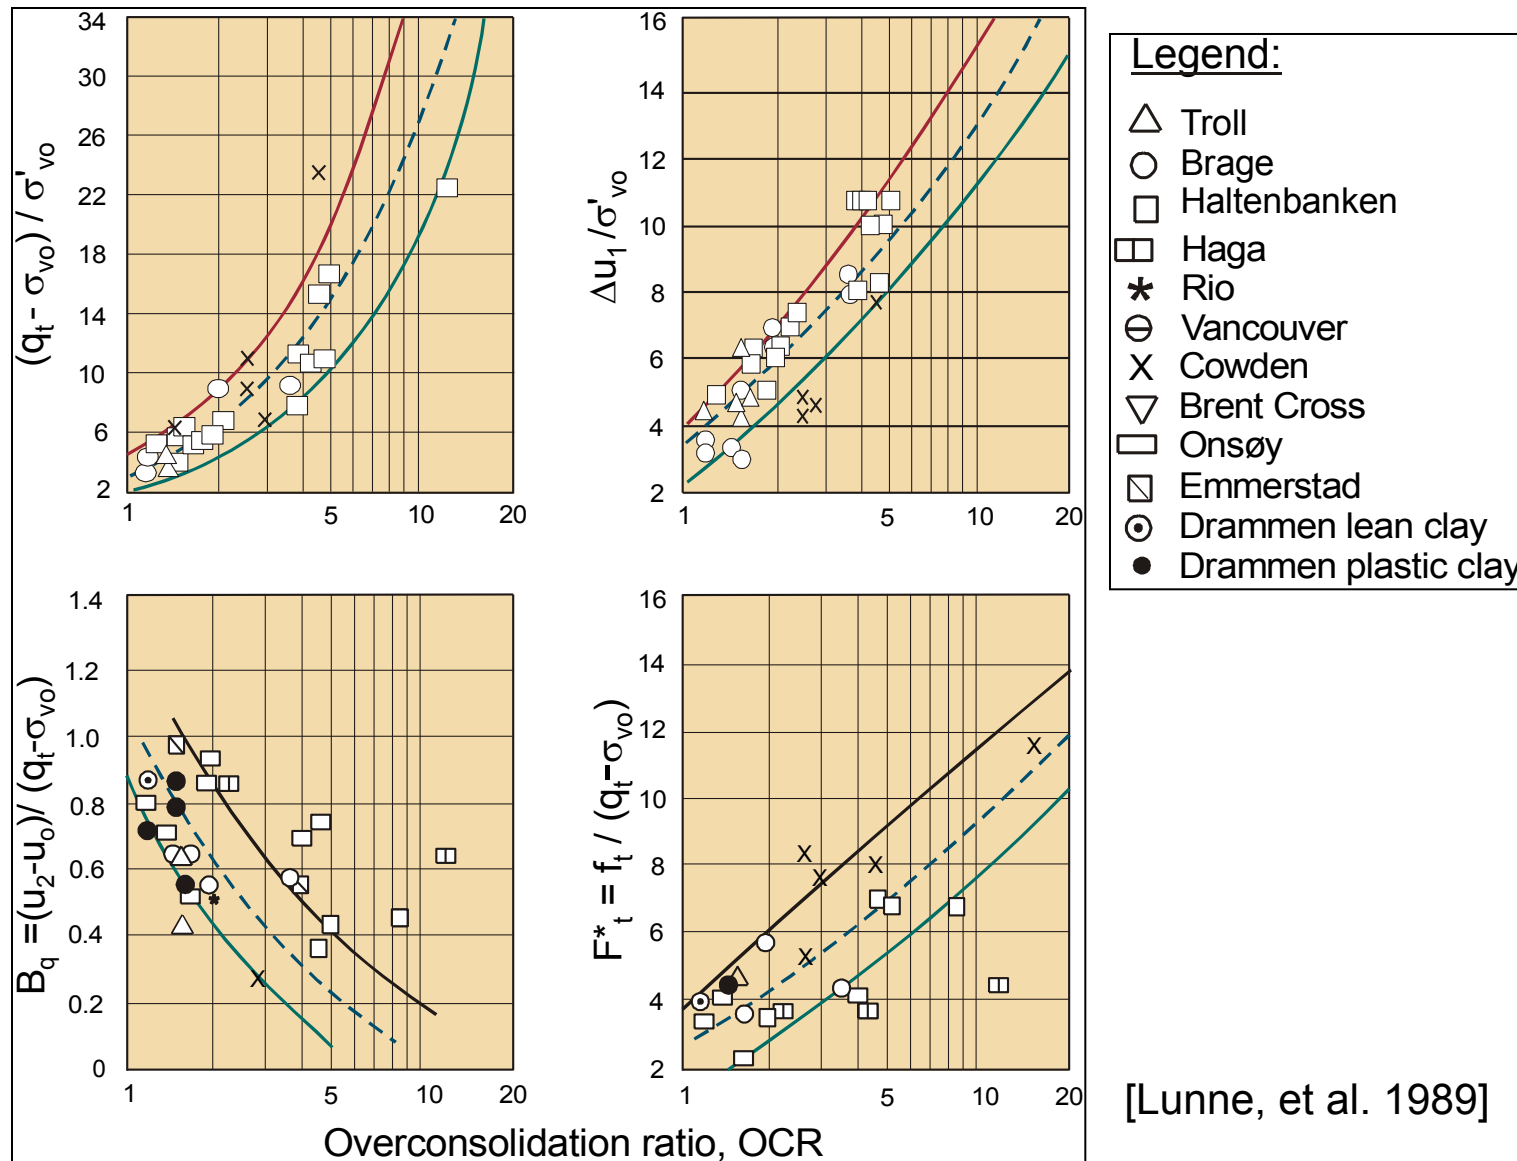 34
30
26
22
18
14
10
6
2
1
5
10
20
(qt - σvo) / σ'vo
16
14
12
10
8
6
4
2
1
5
10
20
Δu1 /σ'vo
Legend:
Troll
Brage
Haltenbanken
Haga
Rio
Vancouver
Cowden
Brent Cross
Onsøy
Emmerstad
Drammen lean clay
Drammen plastic clay
1.4
1.2
1.0
0.8
0.6
0.4
0.2
0
1
5
10
20
Bq =(u2-uo)/ (qt-σvo)
16
14
12
10
8
6
4
2
1
5
10
20
F*t = ft / (qt-σvo)
Overconsolidation ratio, OCR
[Lunne, et al. 1989]